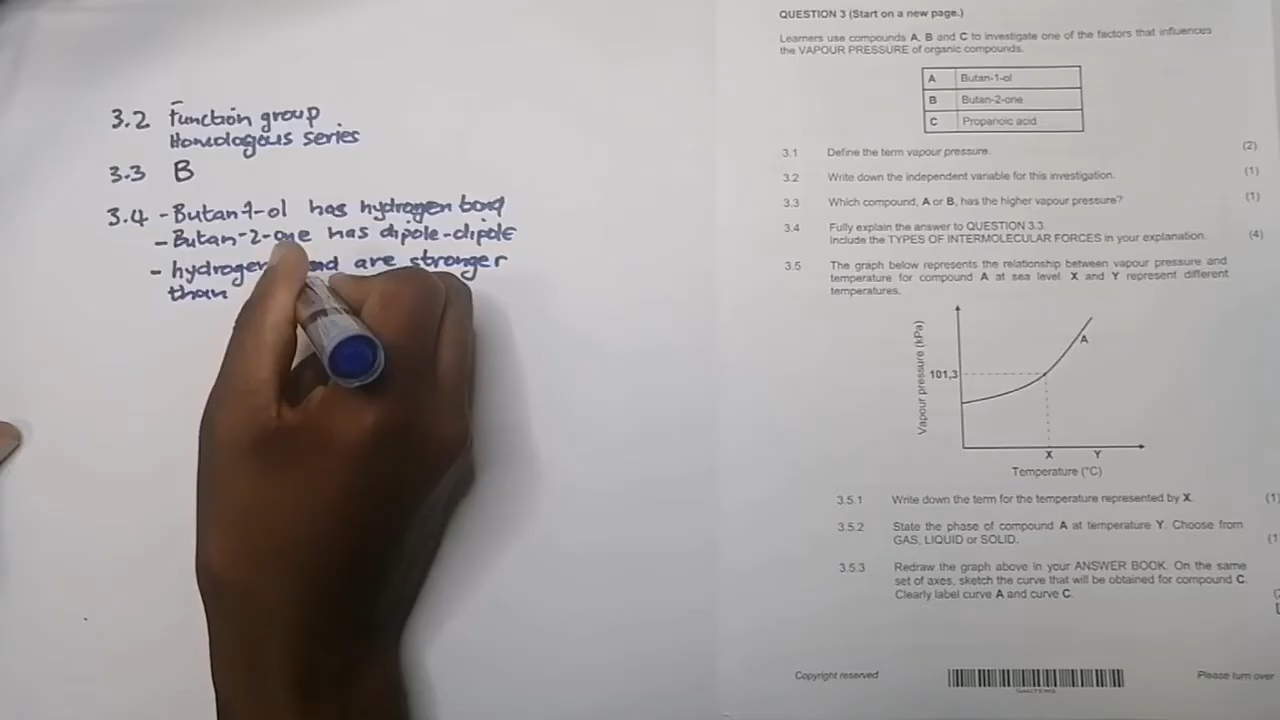 3.2 Function group
Homologous series
3.3 B
3.4 - Butan 1-ol has hydrogen bond
- Butan-2-one has dipole-dipole
- hydrogen are stronger
than
QUESTION 3 (Start on a new page.)
Learners use compounds A, B and C to investigate one of the factors that influences
the VAPOUR PRESSURE of organic compounds.
A Butan-1-ol
B Butan-2-one
C Propanoic acid
3.1 Define the term vapour pressure. (2)
3.2 Write down the independent variable for this investigation. (1)
3.3 Which compound, A or B, has the higher vapour pressure? (1)
3.4 Fully explain the answer to QUESTION 3.3.
Include the TYPES OF INTERMOLECULAR FORCES in your explanation. (4)
3.5 The graph below represents the relationship between vapour pressure and
temperature for compound A at sea level X and Y represent different
temperatures.
Vapour pressure (kPa)
A
101,3
X Y
Temperature (°C)
3.5.1 Write down the term for the temperature represented by X. (1)
3.5.2 State the phase of compound A at temperature Y. Choose from
GAS, LIQUID or SOLID. (1
3.5.3 Redraw the graph above in your ANSWER BOOK. On the same
set of axes, sketch the curve that will be obtained for compound C.
Clearly label curve A and curve C.
Copyright reserved
Please turn over